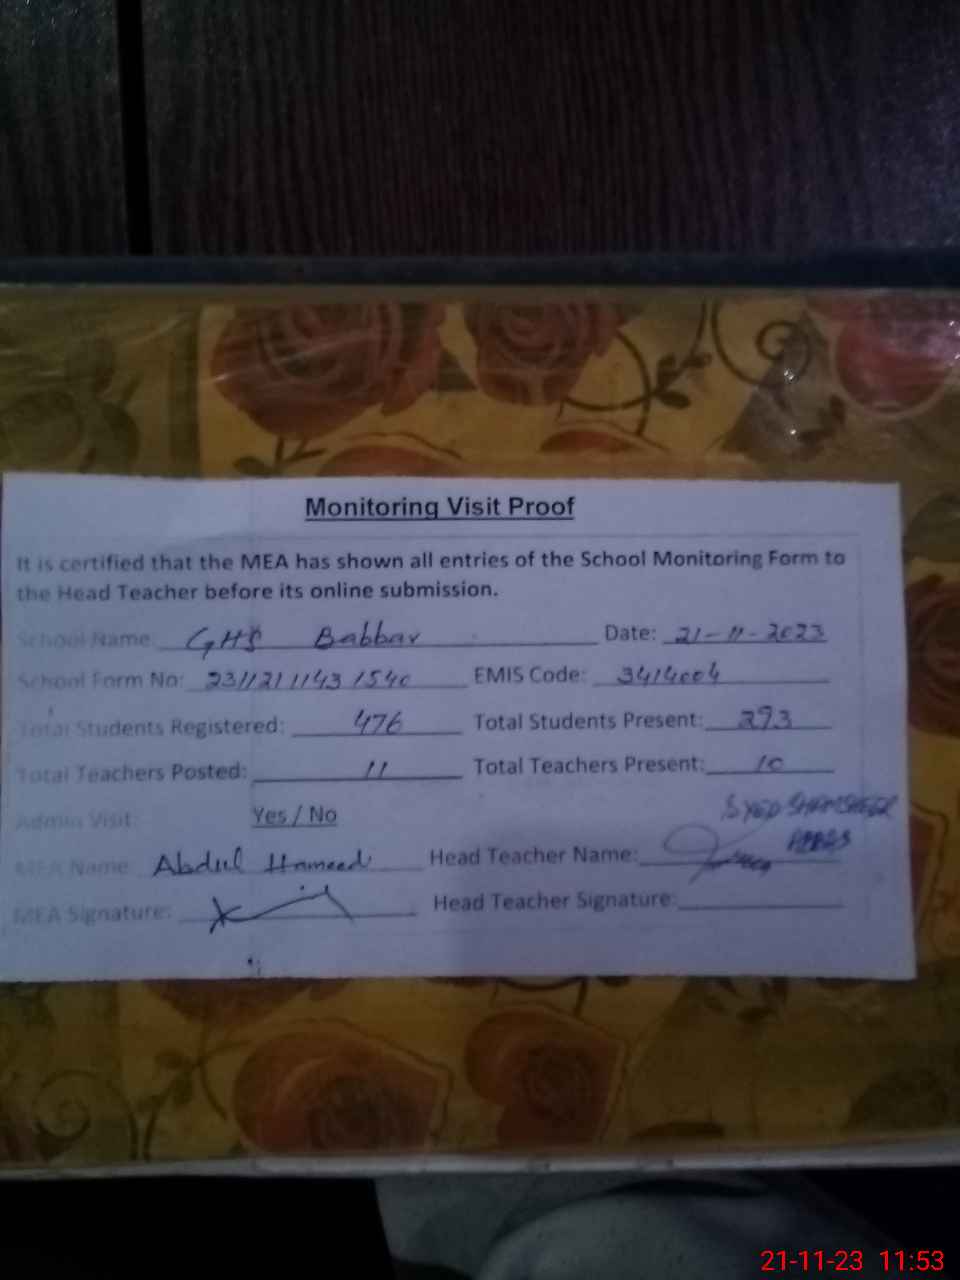 Monitoring Visit Proof
It is certified that the MEA has shown all entries of the School Monitoring Form to
the Head Teacher before its online submission.
School Name: GHS Babbar Date: 21-11-2023
School Form No: 23112111431540 EMIS Code: 3414004
Total Students Registered: 476 Total Students Present: 293
Total Teachers Posted: 11 Total Teachers Present: 10
Admin Visit: Yes / No
SYED SHAMSHEER
ABBAS
MEA Name: Abdul Hameed Head Teacher Name:
MEA Signature: Head Teacher Signature:
21-11-23 11:53